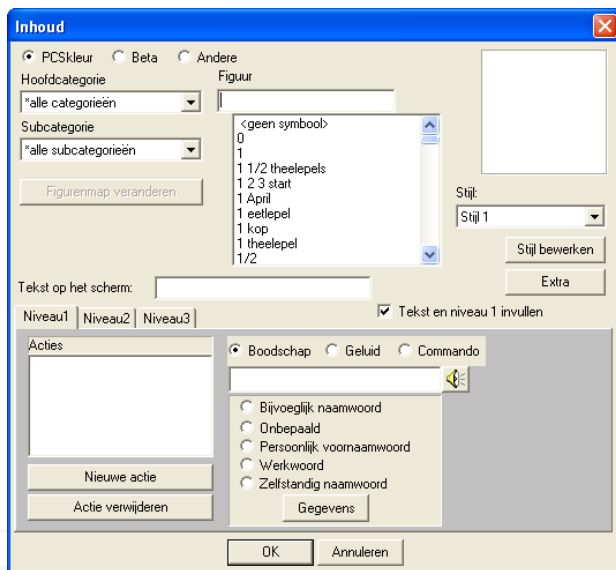 Inhoud
PCSkleur Beta Andere
Hoofdcategorie Figuur
*alle categorieën
Subcategorie
*alle subcategorieën
Figurenmap veranderen
<geen symbool>
0
1
1 1/2 theelepels
1 2 3 start
1 April
1 eetlepel
1 kop
1 theelepel
1/2
Stijl:
Stijl 1
Stijl bewerken
Extra
Tekst op het scherm:
Tekst en niveau 1 invullen
Niveau1 Niveau2 Niveau3
Acties
Nieuwe actie
Actie verwijderen
Boodschap Geluid Commando
Bijvoeglijk naamwoord
Onbepaald
Persoonlijk voornaamwoord
Werkwoord
Zelfstandig naamwoord
Gegevens
OK Annuleren